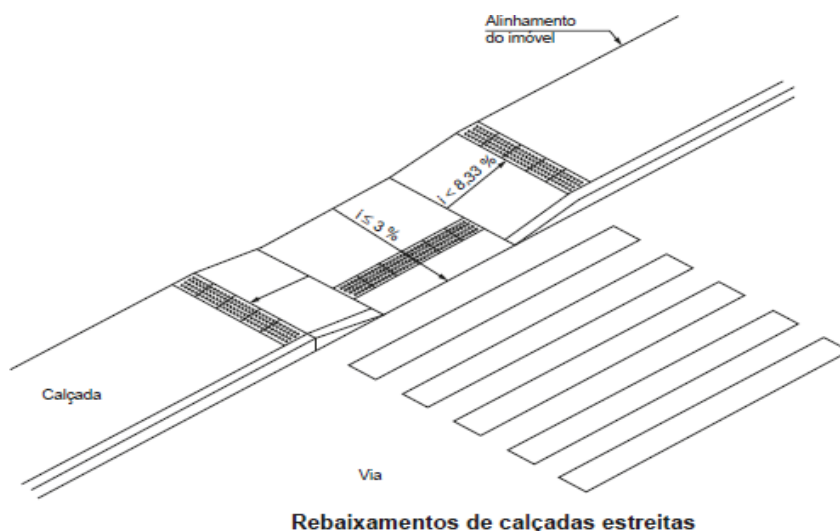 Alinhamento
do imóvel
i < 8,33 %
i ≤ 3 %
Calçada
Via
Rebaixamentos de calçadas estreitas